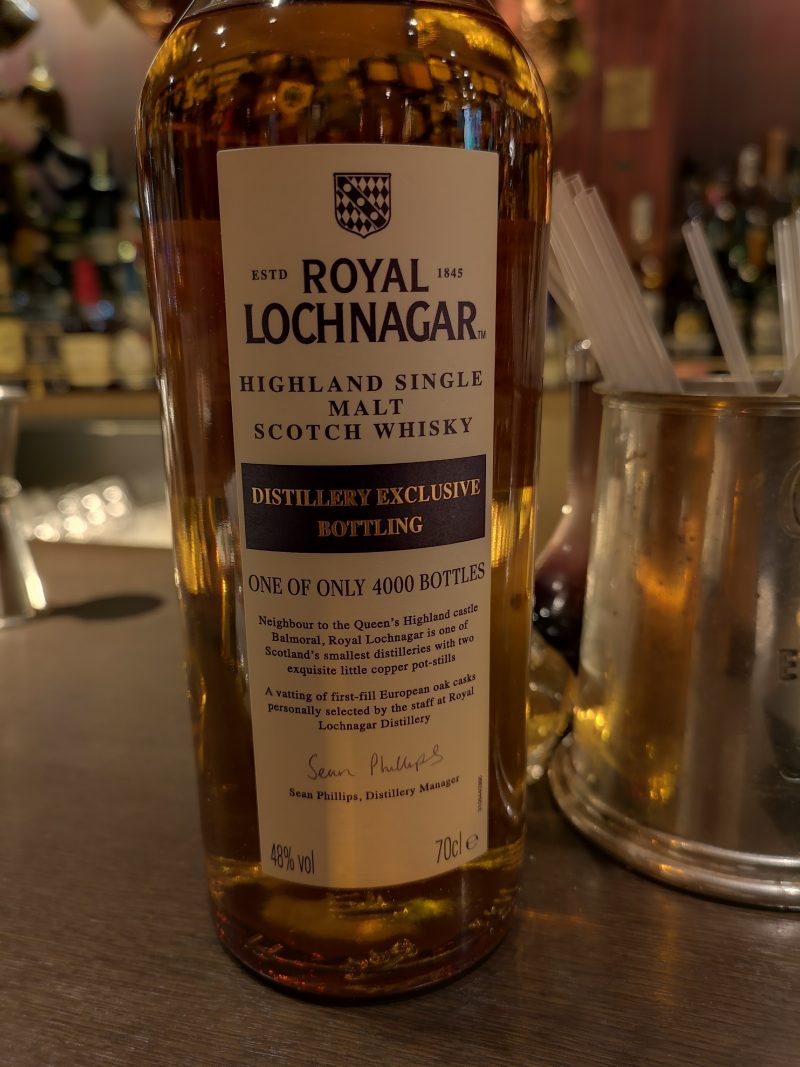 ESTD ROYAL 1845
LOCHNAGAR™
HIGHLAND SINGLE
MALT
SCOTCH WHISKY
DISTILLERY EXCLUSIVE
BOTTLING
ONE OF ONLY 4000 BOTTLES
Neighbour to the Queen's Highland castle
Balmoral, Royal Lochnagar is one of
Scotland's smallest distilleries with two
exquisite little copper pot-stills
A vatting of first-fill European oak casks
personally selected by the staff at Royal
Lochnagar Distillery
Sean Phillips
Sean Phillips, Distillery Manager
48% vol 70cl ℮
E